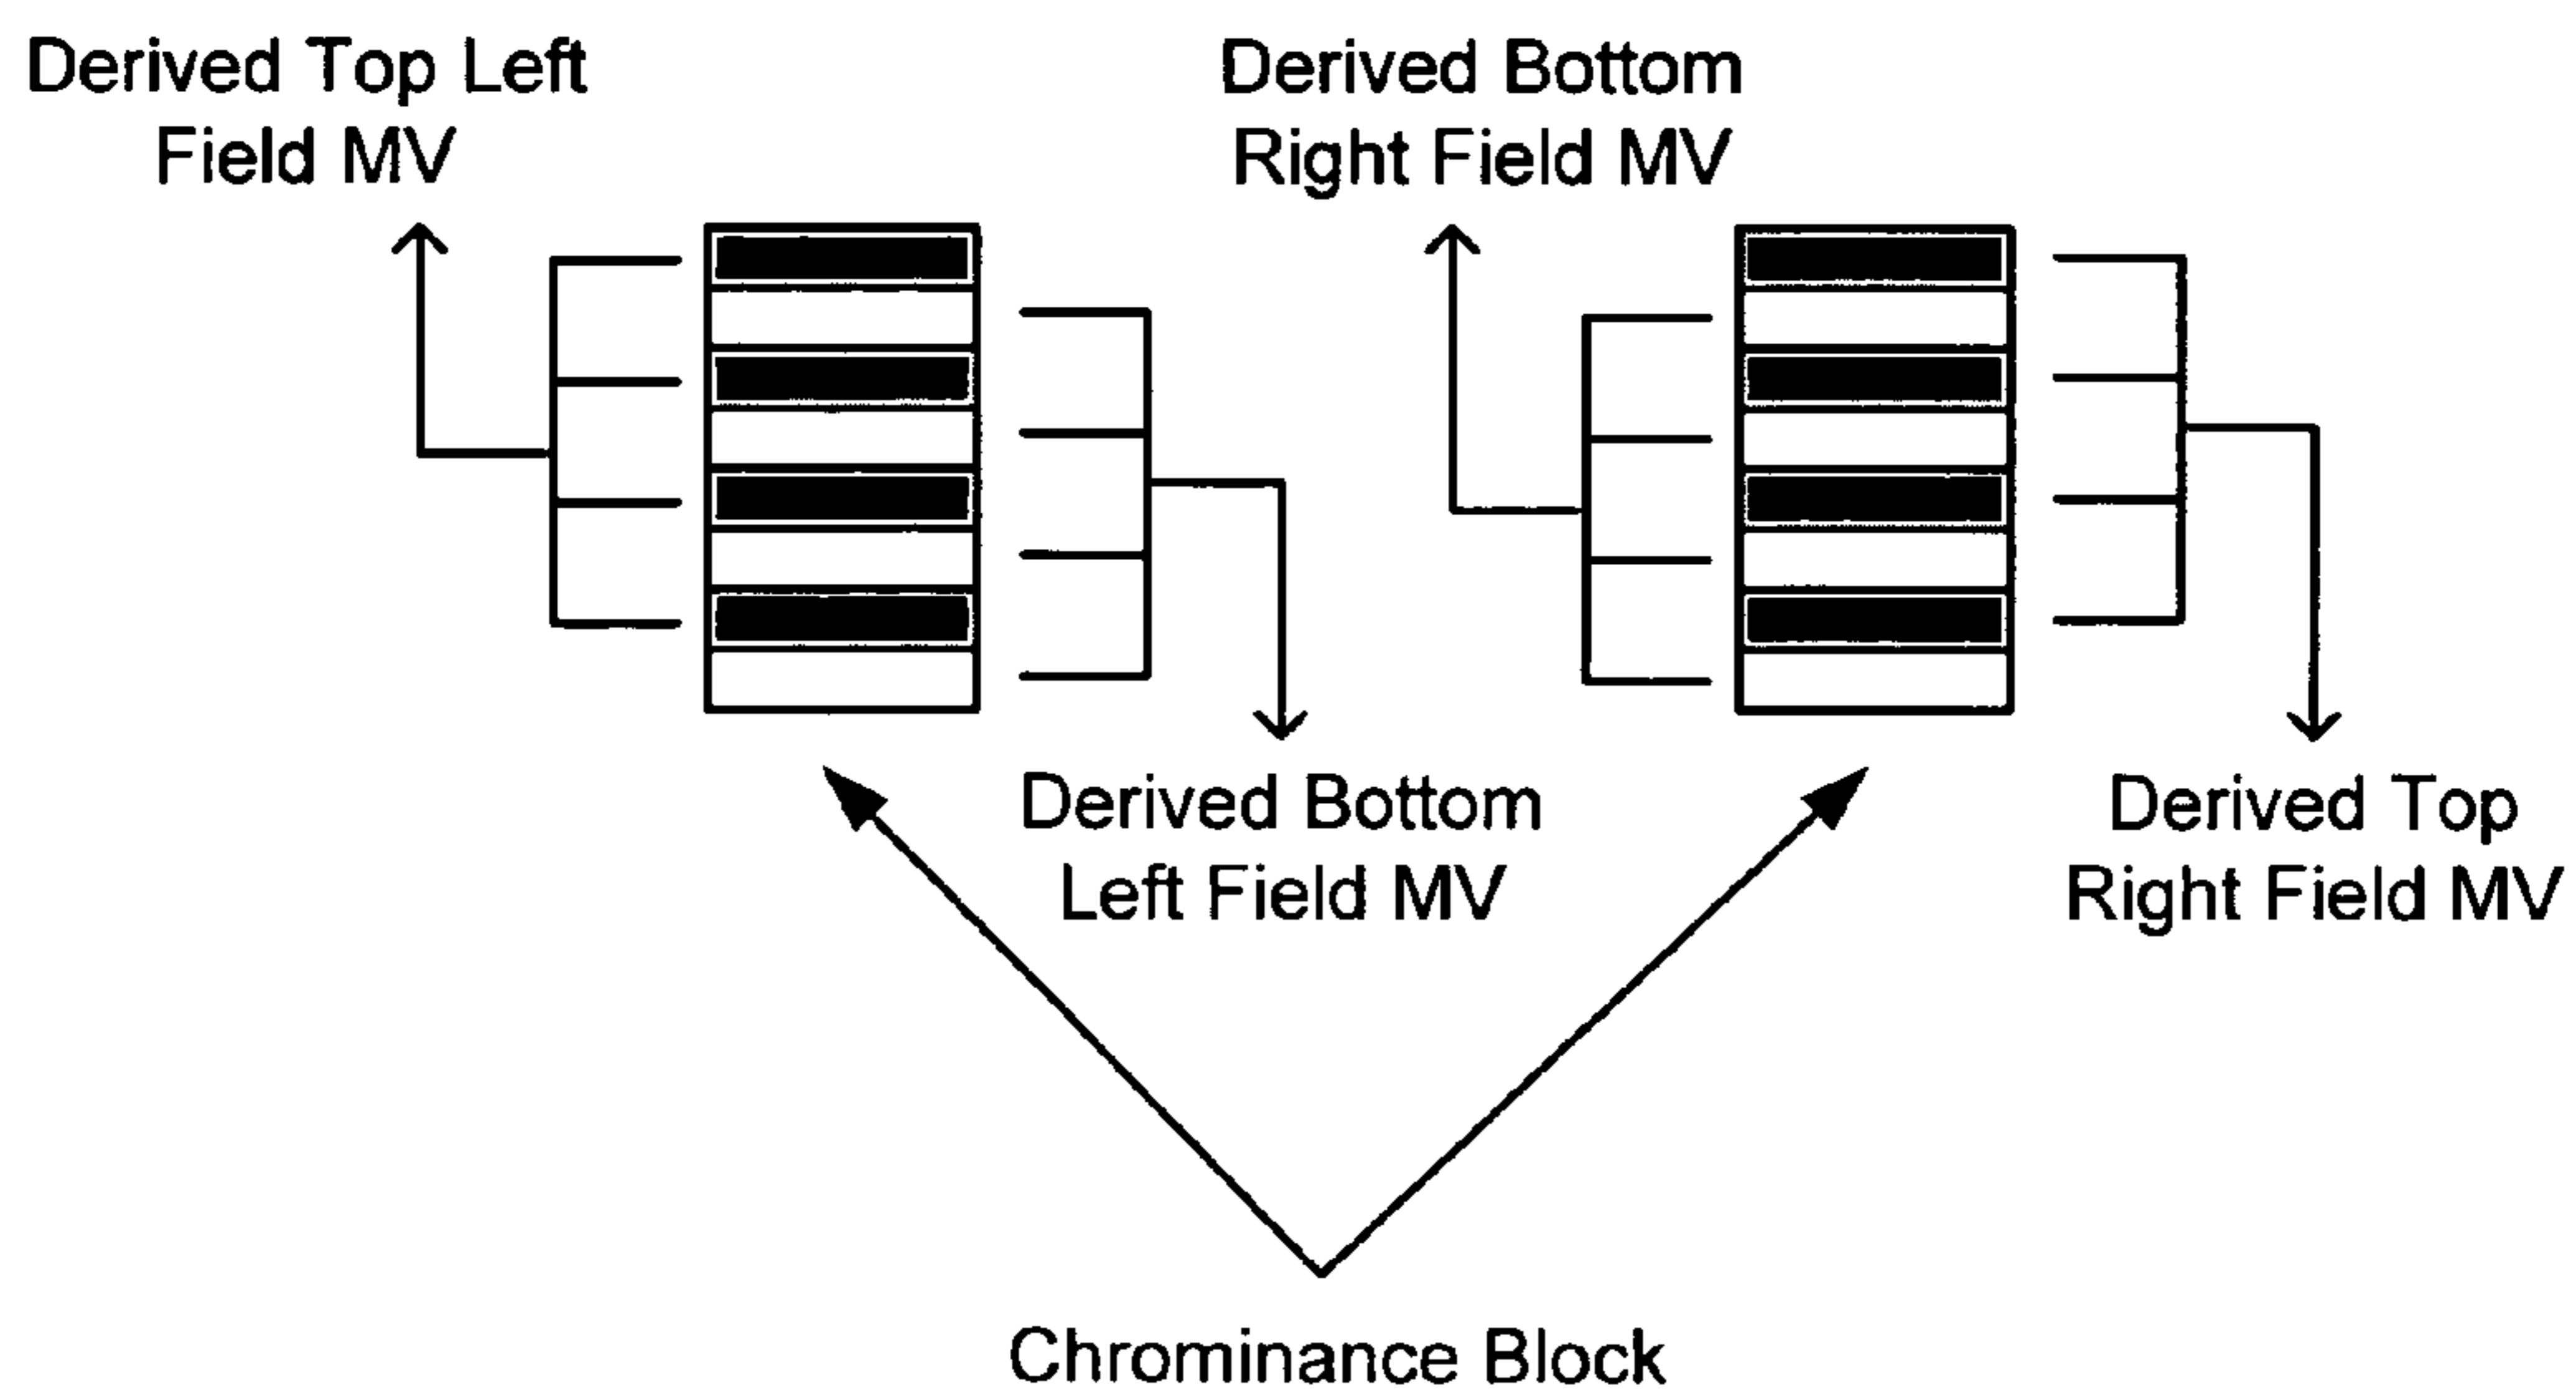 Derived Top Left
Field MV
Derived Bottom
Right Field MV
Derived Bottom
Left Field MV
Derived Top
Right Field MV
Chrominance Block